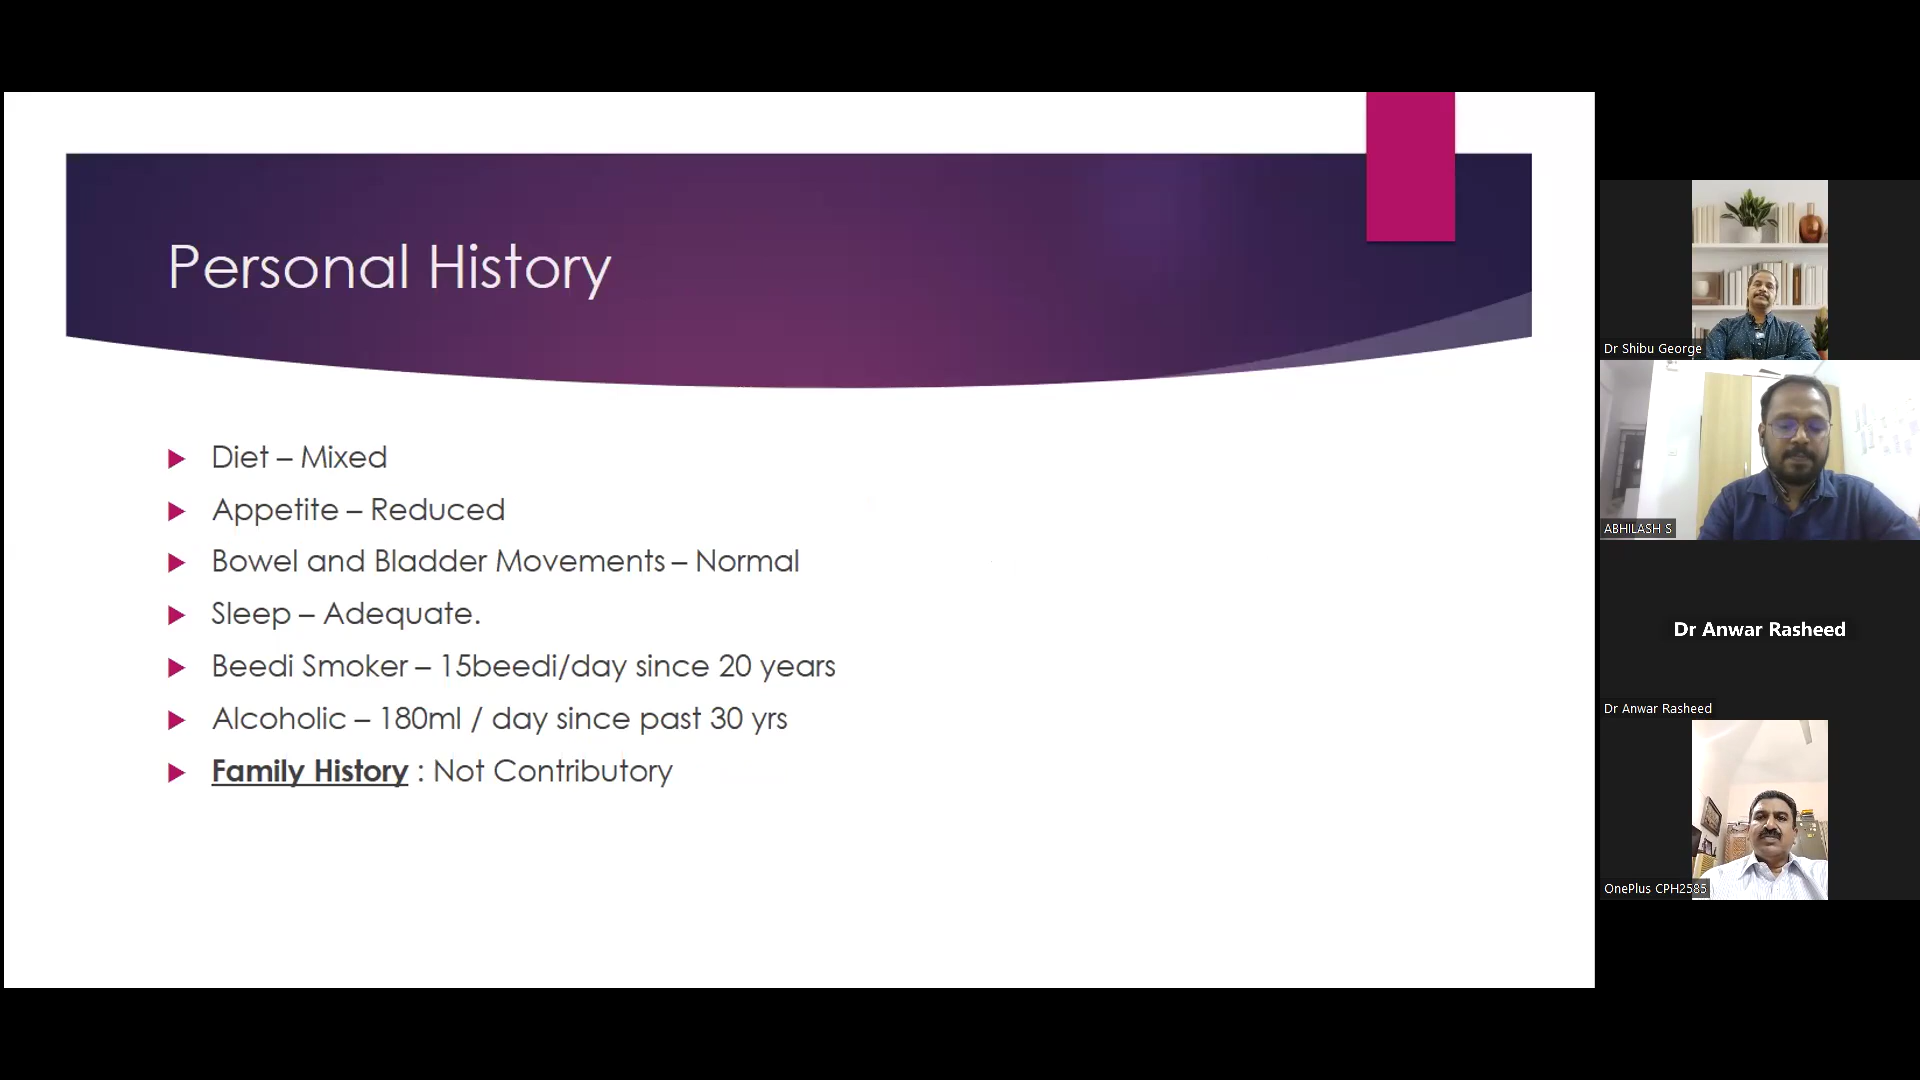 Personal History
Diet – Mixed
Appetite – Reduced
Bowel and Bladder Movements – Normal
Sleep – Adequate.
Beedi Smoker – 15beedi/day since 20 years
Alcoholic – 180ml / day since past 30 yrs
Family History : Not Contributory
Dr Shibu George
ABHILASH S
Dr Anwar Rasheed
Dr Anwar Rasheed
OnePlus CPH2585